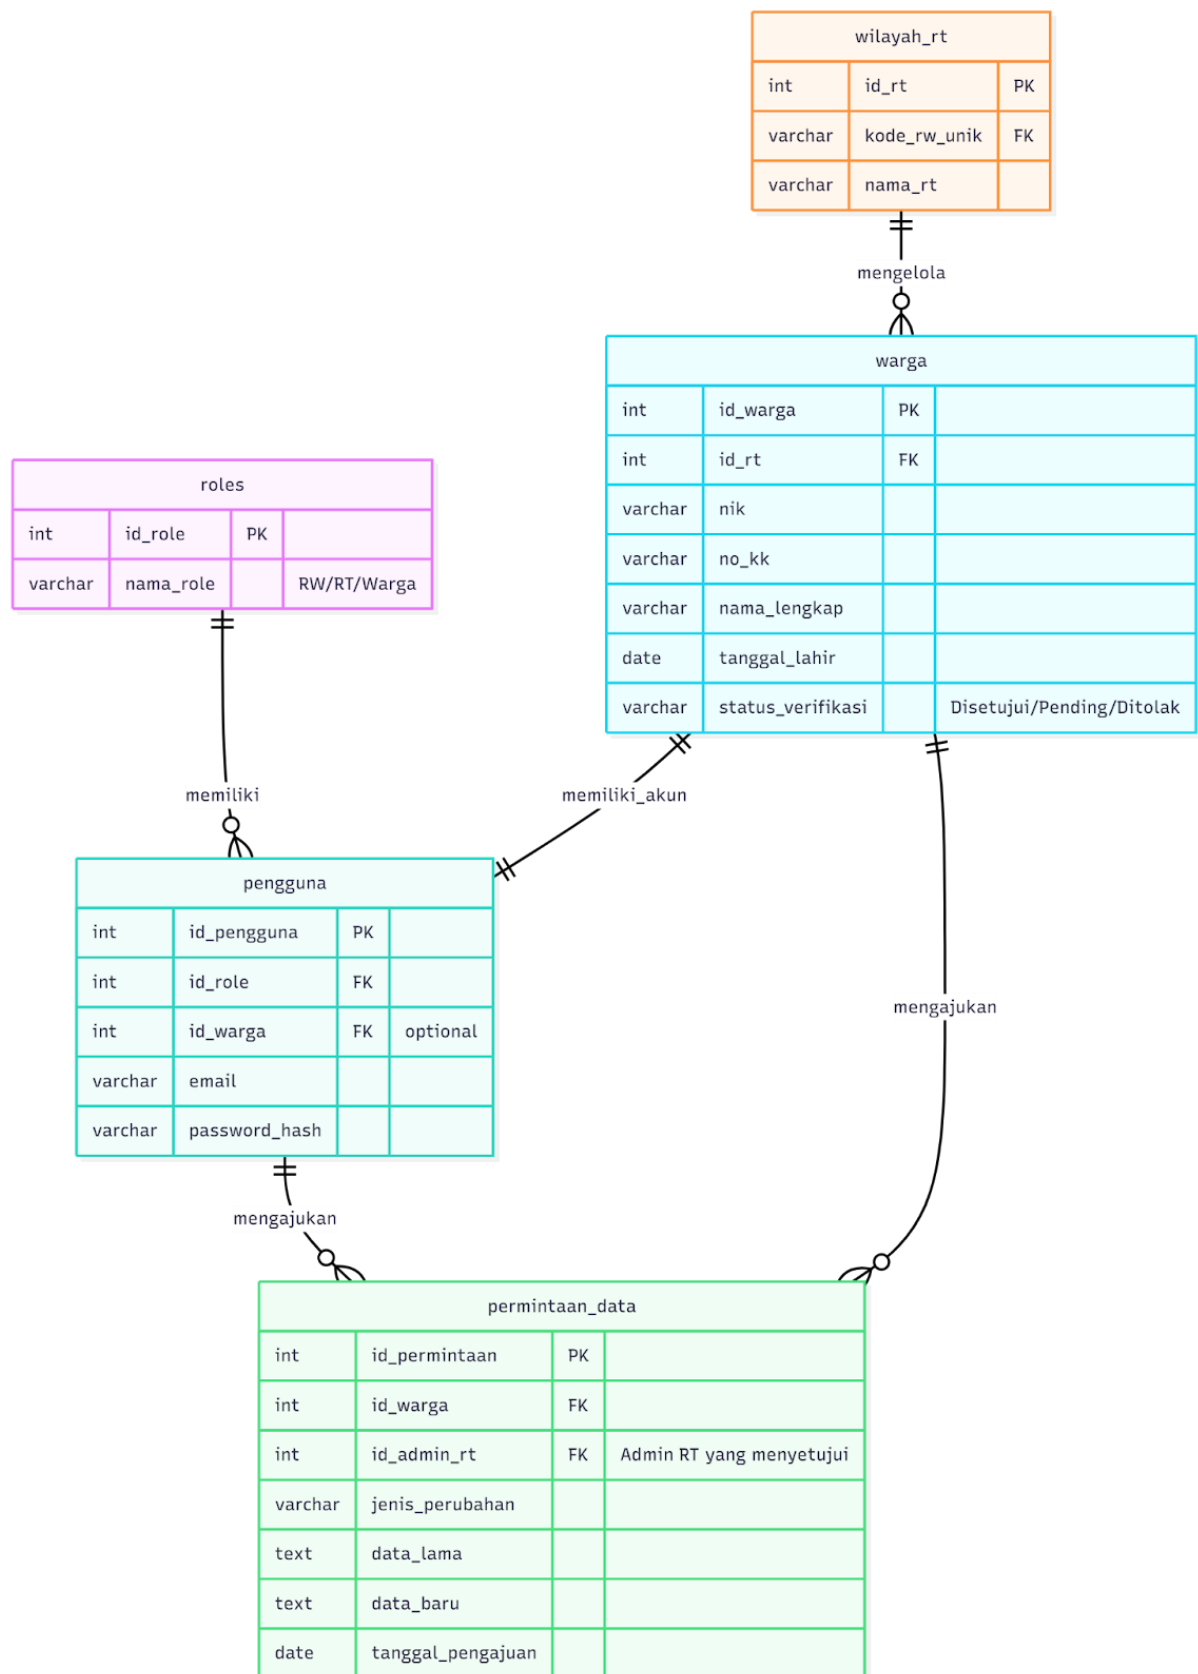 wilayah_rt
int id_rt PK
varchar kode_rw_unik FK
varchar nama_rt
mengelola
warga
int id_warga PK
int id_rt FK
varchar nik
varchar no_kk
varchar nama_lengkap
date tanggal_lahir
varchar status_verifikasi Disetujui/Pending/Ditolak
roles
int id_role PK
varchar nama_role RW/RT/Warga
memiliki
memiliki_akun
pengguna
int id_pengguna PK
int id_role FK
int id_warga FK optional
varchar email
varchar password_hash
mengajukan
mengajukan
permintaan_data
int id_permintaan PK
int id_warga FK
int id_admin_rt FK Admin RT yang menyetujui
varchar jenis_perubahan
text data_lama
text data_baru
date tanggal_pengajuan